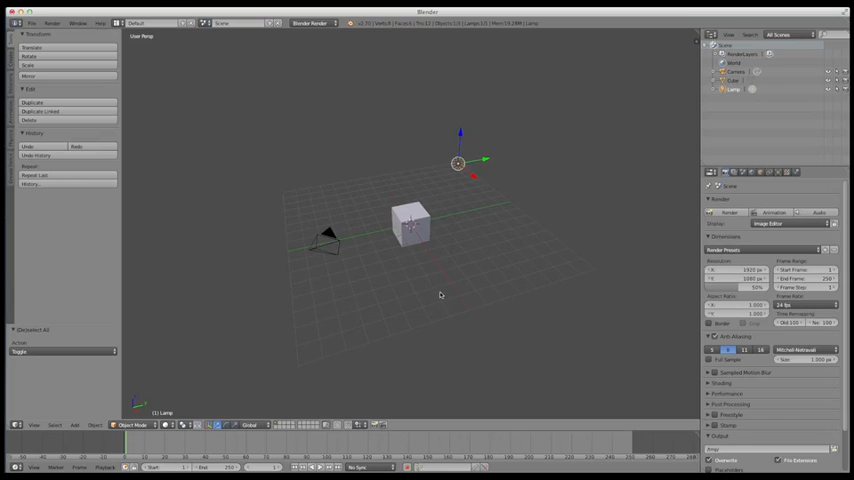 Blender
File Render Window Help Default Scene Blender Render
User Persp
Transform
Translate
Rotate
Scale
Mirror
Edit
Duplicate
Duplicate Linked
Delete
History
Undo Redo
Undo History
Repeat:
Repeat Last
History...
(De)select All
Action
Toggle
(1) Lamp
View Select Add Object Object Mode Global
View Marker Frame Playback Start: 1 End: 250 1 No Sync
View Search All Scenes
Scene
RenderLayers
World
Camera
Cube
Lamp
Scene
Render
Render Animation Audio
Display: Image Editor
Dimensions
Render Presets
Resolution: Frame Range:
X: 1920 px Start Frame: 1
Y: 1080 px End Frame: 250
50% Frame Step: 1
Aspect Ratio: Frame Rate:
X: 1.000 24 fps
Y: 1.000 Time Remapping:
Border Crop Old: 100 Ne: 100
Anti-Aliasing
5 8 11 16 Mitchell-Netravali
Full Sample Size: 1.000 px
Sampled Motion Blur
Shading
Performance
Post Processing
Freestyle
Stamp
Output
/tmp/
Overwrite File Extensions
Placeholders